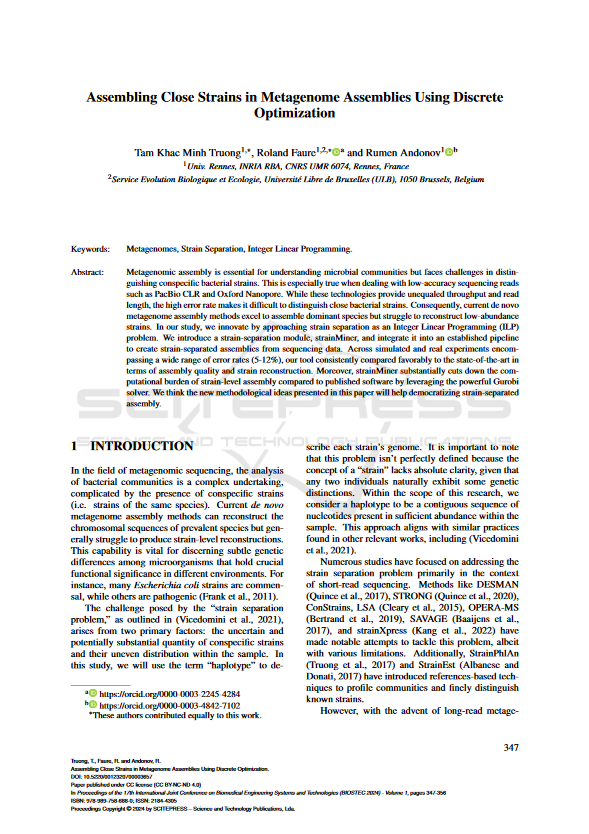 Assembling Close Strains in Metagenome Assemblies Using Discrete
Optimization
Tam Khac Minh Truong1,*, Roland Faure1,2,* a and Rumen Andonov1 b
1Univ. Rennes, INRIA RBA, CNRS UMR 6074, Rennes, France
2Service Evolution Biologique et Ecologie, Université Libre de Bruxelles (ULB), 1050 Brussels, Belgium
Keywords: Metagenomes, Strain Separation, Integer Linear Programming.
Abstract: Metagenomic assembly is essential for understanding microbial communities but faces challenges in distin-
guishing conspecific bacterial strains. This is especially true when dealing with low-accuracy sequencing reads
such as PacBio CLR and Oxford Nanopore. While these technologies provide unequaled throughput and read
length, the high error rate makes it difficult to distinguish close bacterial strains. Consequently, current de novo
metagenome assembly methods excel to assemble dominant species but struggle to reconstruct low-abundance
strains. In our study, we innovate by approaching strain separation as an Integer Linear Programming (ILP)
problem. We introduce a strain-separation module, strainMiner, and integrate it into an established pipeline
to create strain-separated assemblies from sequencing data. Across simulated and real experiments encom-
passing a wide range of error rates (5-12%), our tool consistently compared favorably to the state-of-the-art in
terms of assembly quality and strain reconstruction. Moreover, strainMiner substantially cuts down the com-
putational burden of strain-level assembly compared to published software by leveraging the powerful Gurobi
solver. We think the new methodological ideas presented in this paper will help democratizing strain-separated
assembly.
SCITEPRESS
SCIENCE AND TECHNOLOGY PUBLICATIONS
1 INTRODUCTION
In the field of metagenomic sequencing, the analysis
of bacterial communities is a complex undertaking,
complicated by the presence of conspecific strains
(i.e. strains of the same species). Current de novo
metagenome assembly methods can reconstruct the
chromosomal sequences of prevalent species but gen-
erally struggle to produce strain-level reconstructions.
This capability is vital for discerning subtle genetic
differences among microorganisms that hold crucial
functional significance in different environments. For
instance, many Escherichia coli strains are commen-
sal, while others are pathogenic (Frank et al., 2011).
The challenge posed by the “strain separation
problem,” as outlined in (Vicedomini et al., 2021),
arises from two primary factors: the uncertain and
potentially substantial quantity of conspecific strains
and their uneven distribution within the sample. In
this study, we will use the term “haplotype” to de-
a https://orcid.org/0000-0003-2245-4284
b https://orcid.org/0000-0003-4842-7102
*These authors contributed equally to this work.
scribe each strain’s genome. It is important to note
that this problem isn’t perfectly defined because the
concept of a “strain” lacks absolute clarity, given that
any two individuals naturally exhibit some genetic
distinctions. Within the scope of this research, we
consider a haplotype to be a contiguous sequence of
nucleotides present in sufficient abundance within the
sample. This approach aligns with similar practices
found in other relevant works, including (Vicedomini
et al., 2021).
Numerous studies have focused on addressing the
strain separation problem primarily in the context
of short-read sequencing. Methods like DESMAN
(Quince et al., 2017), STRONG (Quince et al., 2020),
ConStrains, LSA (Cleary et al., 2015), OPERA-MS
(Bertrand et al., 2019), SAVAGE (Baaijens et al.,
2017), and strainXpress (Kang et al., 2022) have
made notable attempts to tackle this problem, albeit
with various limitations. Additionally, StrainPhlAn
(Truong et al., 2017) and StrainEst (Albanese and
Donati, 2017) have introduced references-based tech-
niques to profile communities and finely distinguish
known strains.
However, with the advent of long-read metage-
347
Truong, T., Faure, R. and Andonov, R.
Assembling Close Strains in Metagenome Assemblies Using Discrete Optimization.
DOI: 10.5220/0012320700003657
Paper published under CC license (CC BY-NC-ND 4.0)
In Proceedings of the 17th International Joint Conference on Biomedical Engineering Systems and Technologies (BIOSTEC 2024) - Volume 1, pages 347-356
ISBN: 978-989-758-688-0; ISSN: 2184-4305
Proceedings Copyright © 2024 by SCITEPRESS – Science and Technology Publications, Lda.